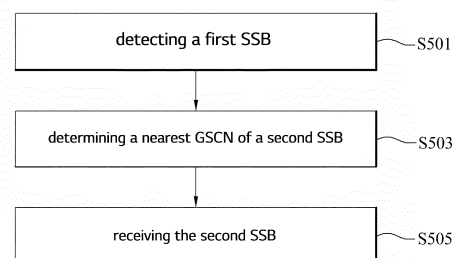 detecting a first SSB
S501
determining a nearest GSCN of a second SSB
S503
receiving the second SSB
S505